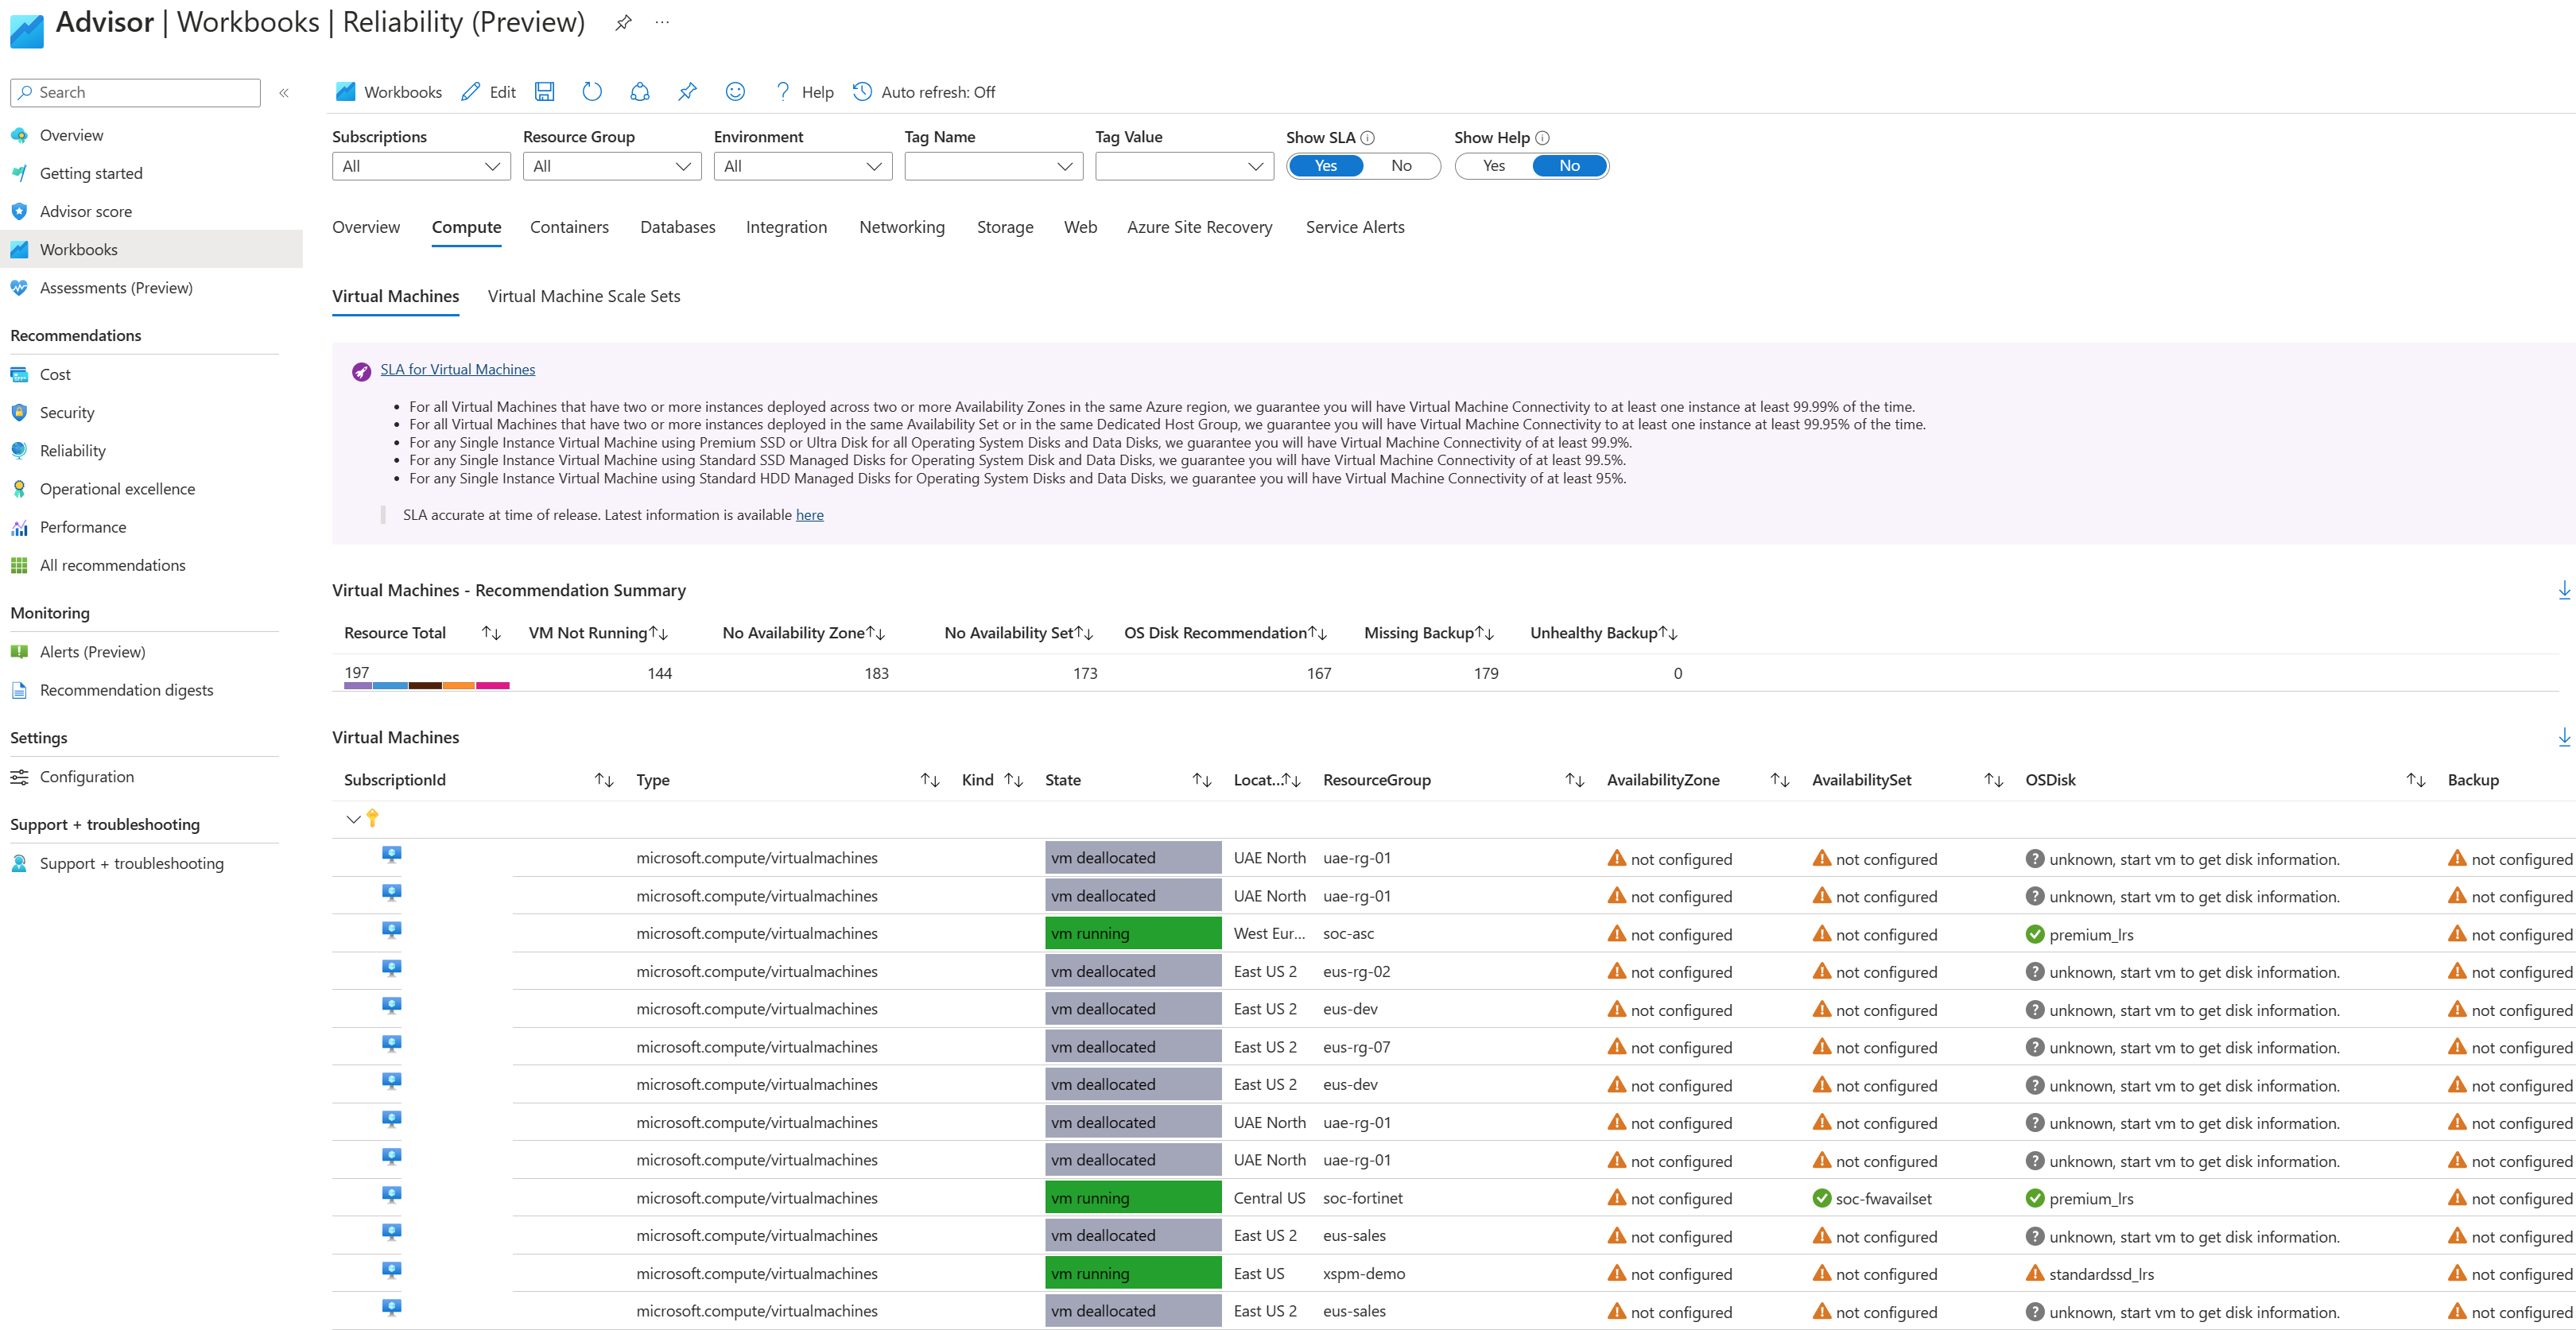 Advisor | Workbooks | Reliability (Preview) ...
Search «
Overview
Getting started
Advisor score
Workbooks
Assessments (Preview)
Recommendations
Cost
Security
Reliability
Operational excellence
Performance
All recommendations
Monitoring
Alerts (Preview)
Recommendation digests
Settings
Configuration
Support + troubleshooting
Support + troubleshooting
Workbooks Edit Help Auto refresh: Off
Subscriptions Resource Group Environment Tag Name Tag Value Show SLA Show Help
All All All Yes No Yes No
Overview Compute Containers Databases Integration Networking Storage Web Azure Site Recovery Service Alerts
Virtual Machines Virtual Machine Scale Sets
SLA for Virtual Machines
• For all Virtual Machines that have two or more instances deployed across two or more Availability Zones in the same Azure region, we guarantee you will have Virtual Machine Connectivity to at least one instance at least 99.99% of the time.
• For all Virtual Machines that have two or more instances deployed in the same Availability Set or in the same Dedicated Host Group, we guarantee you will have Virtual Machine Connectivity to at least one instance at least 99.95% of the time.
• For any Single Instance Virtual Machine using Premium SSD or Ultra Disk for all Operating System Disks and Data Disks, we guarantee you will have Virtual Machine Connectivity of at least 99.9%.
• For any Single Instance Virtual Machine using Standard SSD Managed Disks for Operating System Disk and Data Disks, we guarantee you will have Virtual Machine Connectivity of at least 99.5%.
• For any Single Instance Virtual Machine using Standard HDD Managed Disks for Operating System Disks and Data Disks, we guarantee you will have Virtual Machine Connectivity of at least 95%.
SLA accurate at time of release. Latest information is available here
Virtual Machines - Recommendation Summary
Resource Total ↑↓ VM Not Running↑↓ No Availability Zone↑↓ No Availability Set↑↓ OS Disk Recommendation↑↓ Missing Backup↑↓ Unhealthy Backup↑↓
197 144 183 173 167 179 0
Virtual Machines
SubscriptionId ↑↓ Type ↑↓ Kind ↑↓ State ↑↓ Locat...↑↓ ResourceGroup ↑↓ AvailabilityZone ↑↓ AvailabilitySet ↑↓ OSDisk ↑↓ Backup
microsoft.compute/virtualmachines vm deallocated UAE North uae-rg-01 not configured not configured unknown, start vm to get disk information. not configured
microsoft.compute/virtualmachines vm deallocated UAE North uae-rg-01 not configured not configured unknown, start vm to get disk information. not configured
microsoft.compute/virtualmachines vm running West Eur... soc-asc not configured not configured premium_lrs not configured
microsoft.compute/virtualmachines vm deallocated East US 2 eus-rg-02 not configured not configured unknown, start vm to get disk information. not configured
microsoft.compute/virtualmachines vm deallocated East US 2 eus-dev not configured not configured unknown, start vm to get disk information. not configured
microsoft.compute/virtualmachines vm deallocated East US 2 eus-rg-07 not configured not configured unknown, start vm to get disk information. not configured
microsoft.compute/virtualmachines vm deallocated East US 2 eus-dev not configured not configured unknown, start vm to get disk information. not configured
microsoft.compute/virtualmachines vm deallocated UAE North uae-rg-01 not configured not configured unknown, start vm to get disk information. not configured
microsoft.compute/virtualmachines vm deallocated UAE North uae-rg-01 not configured not configured unknown, start vm to get disk information. not configured
microsoft.compute/virtualmachines vm running Central US soc-fortinet not configured soc-fwavailset premium_lrs not configured
microsoft.compute/virtualmachines vm deallocated East US 2 eus-sales not configured not configured unknown, start vm to get disk information. not configured
microsoft.compute/virtualmachines vm running East US xspm-demo not configured not configured standardssd_lrs not configured
microsoft.compute/virtualmachines vm deallocated East US 2 eus-sales not configured not configured unknown, start vm to get disk information. not configured